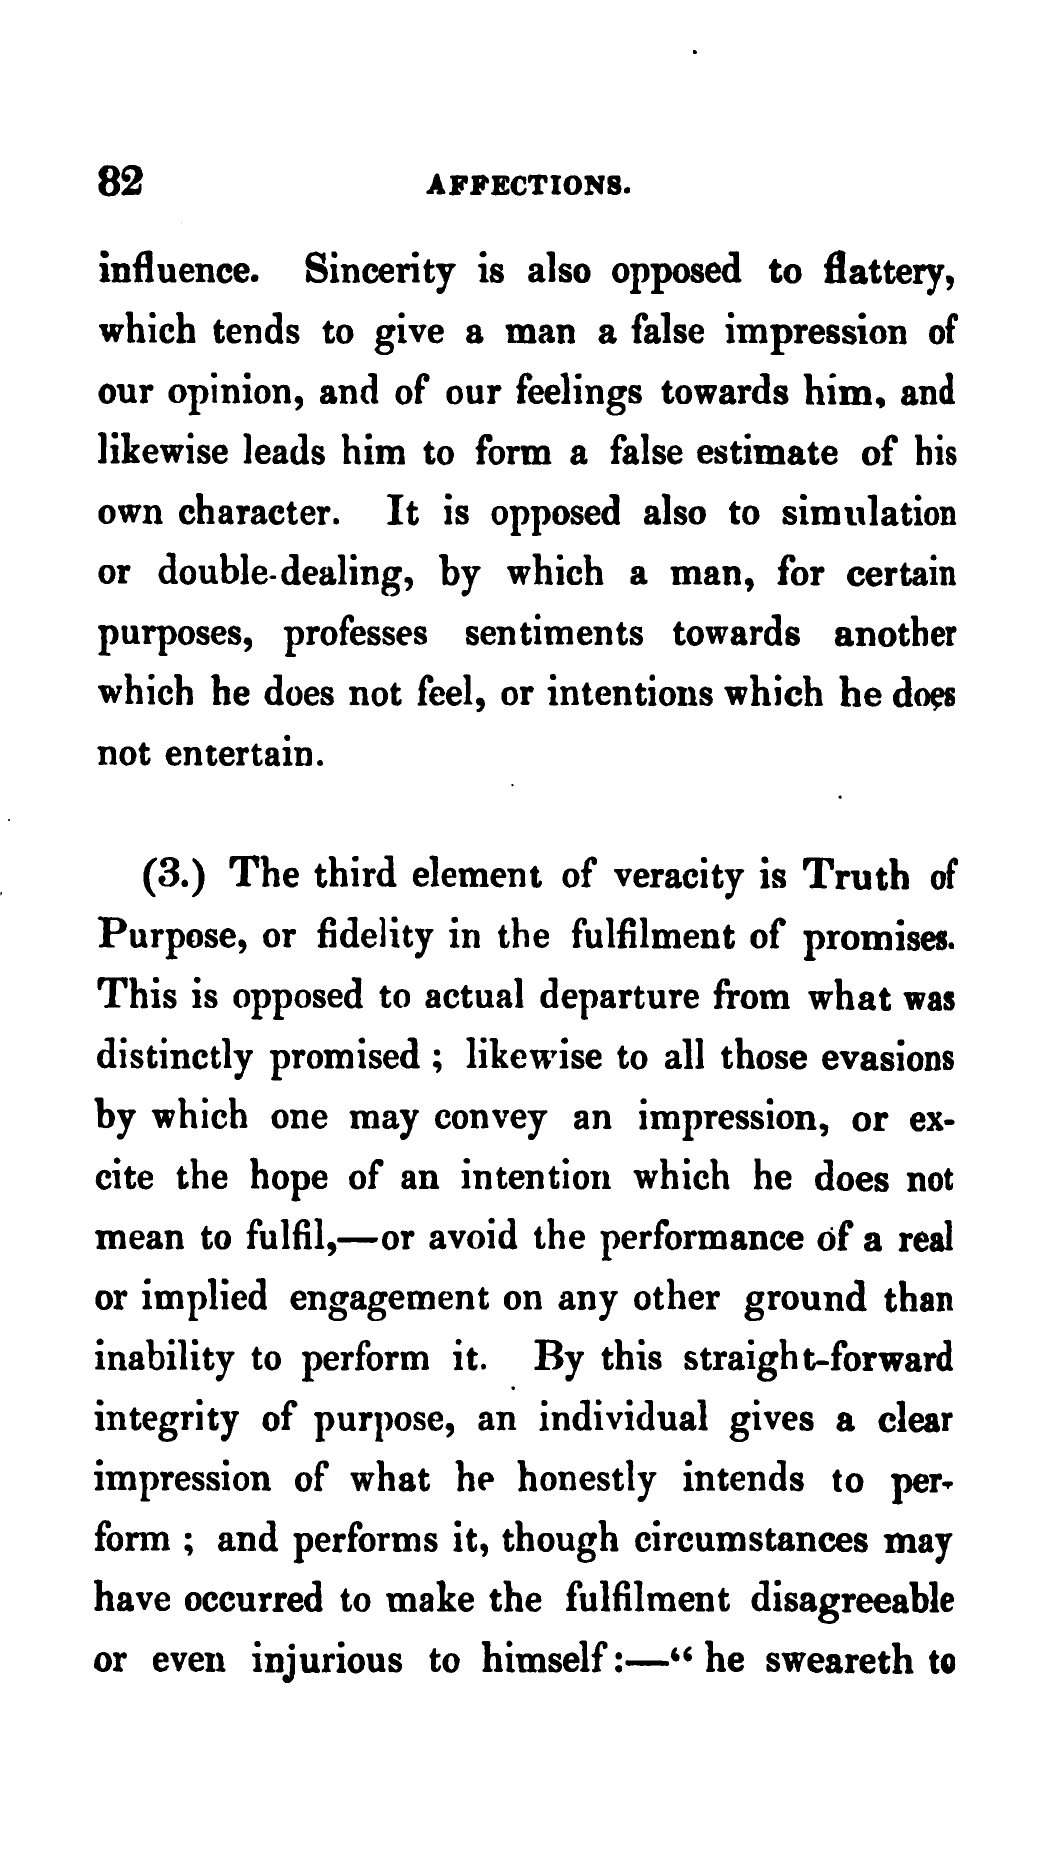 82 AFFECTIONS.
influence. Sincerity is also opposed to flattery,
which tends to give a man a false impression of
our opinion, and of our feelings towards him, and
likewise leads him to form a false estimate of his
own character. It is opposed also to simulation
or double-dealing, by which a man, for certain
purposes, professes sentiments towards another
which he does not feel, or intentions which he does
not entertain.
(3.) The third element of veracity is Truth of
Purpose, or fidelity in the fulfilment of promises.
This is opposed to actual departure from what was
distinctly promised ; likewise to all those evasions
by which one may convey an impression, or ex-
cite the hope of an intention which he does not
mean to fulfil,—or avoid the performance of a real
or implied engagement on any other ground than
inability to perform it. By this straight-forward
integrity of purpose, an individual gives a clear
impression of what he honestly intends to per-
form ; and performs it, though circumstances may
have occurred to make the fulfilment disagreeable
or even injurious to himself :—“ he sweareth to